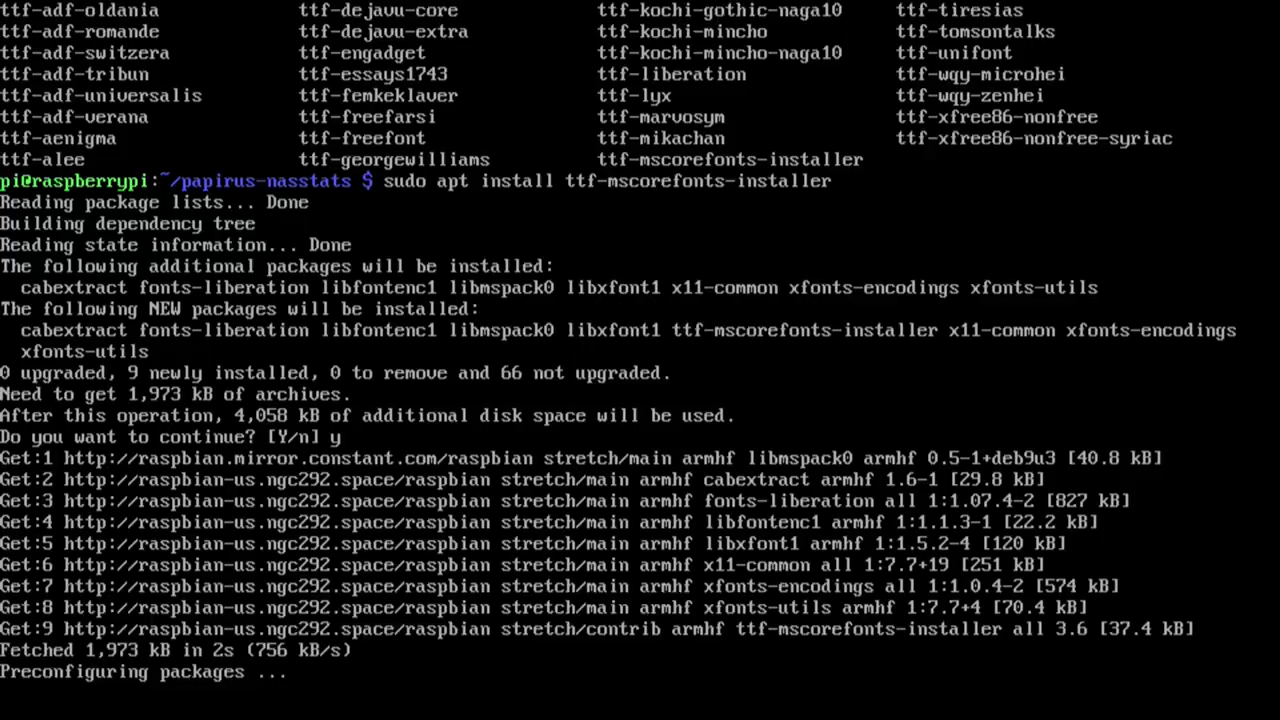 ttf-adf-oldania ttf-dejavu-core ttf-kochi-gothic-naga10 ttf-tiresias
ttf-adf-romande ttf-dejavu-extra ttf-kochi-mincho ttf-tomsontalks
ttf-adf-switzera ttf-engadget ttf-kochi-mincho-naga10 ttf-unifont
ttf-adf-tribun ttf-essays1743 ttf-liberation ttf-wqy-microhei
ttf-adf-universalis ttf-femkeklaver ttf-lyx ttf-wqy-zenhei
ttf-adf-verana ttf-freefarsi ttf-marvosym ttf-xfree86-nonfree
ttf-aenigma ttf-freefont ttf-mikachan ttf-xfree86-nonfree-syriac
ttf-alee ttf-georgewilliams ttf-mscorefonts-installer
pi@raspberrypi:~/papirus-nasstats $ sudo apt install ttf-mscorefonts-installer
Reading package lists... Done
Building dependency tree
Reading state information... Done
The following additional packages will be installed:
cabextract fonts-liberation libfontenc1 libmspack0 libxfont1 x11-common xfonts-encodings xfonts-utils
The following NEW packages will be installed:
cabextract fonts-liberation libfontenc1 libmspack0 libxfont1 ttf-mscorefonts-installer x11-common xfonts-encodings
xfonts-utils
0 upgraded, 9 newly installed, 0 to remove and 66 not upgraded.
Need to get 1,973 kB of archives.
After this operation, 4,058 kB of additional disk space will be used.
Do you want to continue? [Y/n] y
Get:1 http://raspbian.mirror.constant.com/raspbian stretch/main armhf libmspack0 armhf 0.5-1+deb9u3 [40.8 kB]
Get:2 http://raspbian-us.ngc292.space/raspbian stretch/main armhf cabextract armhf 1.6-1 [29.8 kB]
Get:3 http://raspbian-us.ngc292.space/raspbian stretch/main armhf fonts-liberation all 1:1.07.4-2 [827 kB]
Get:4 http://raspbian-us.ngc292.space/raspbian stretch/main armhf libfontenc1 armhf 1:1.1.3-1 [22.2 kB]
Get:5 http://raspbian-us.ngc292.space/raspbian stretch/main armhf libxfont1 armhf 1:1.5.2-4 [120 kB]
Get:6 http://raspbian-us.ngc292.space/raspbian stretch/main armhf x11-common all 1:7.7+19 [251 kB]
Get:7 http://raspbian-us.ngc292.space/raspbian stretch/main armhf xfonts-encodings all 1:1.0.4-2 [574 kB]
Get:8 http://raspbian-us.ngc292.space/raspbian stretch/main armhf xfonts-utils armhf 1:7.7+4 [70.4 kB]
Get:9 http://raspbian-us.ngc292.space/raspbian stretch/contrib armhf ttf-mscorefonts-installer all 3.6 [37.4 kB]
Fetched 1,973 kB in 2s (756 kB/s)
Preconfiguring packages ...